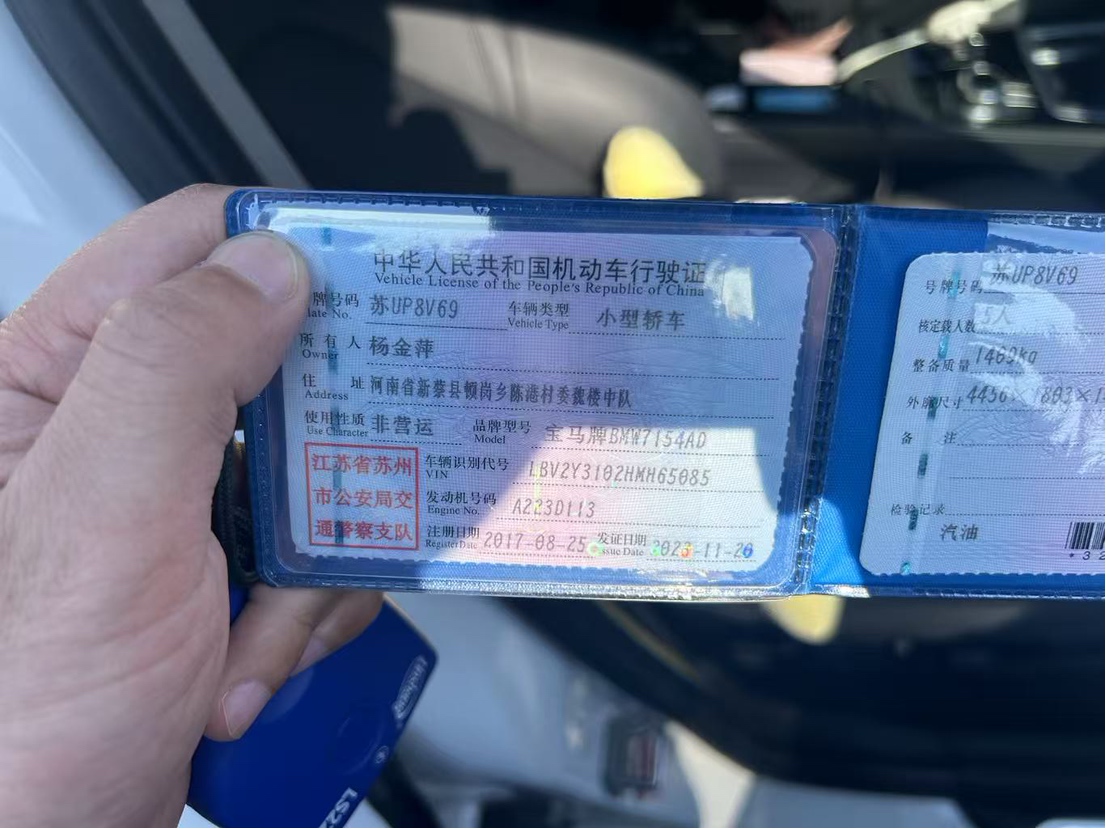 中华人民共和国机动车行驶证
Vehicle License of the People's Republic of China
牌号码 苏UP8V69 车辆类型 小型轿车
ate No. Vehicle Type
所有人 杨金萍
Owner
住址 河南省新蔡县顿岗乡陈港村委魏楼中队
Address
使用性质 非营运 品牌型号 宝马牌BMW7154AD
Use Character Model
江苏省苏州
市公安局交
通警察支队
车辆识别代号 LBV2Y3102HMH65085
VIN
发动机号码 A223D113
Engine No.
注册日期 2017-08-25 发证日期 2023-11-20
Register Date Issue Date
号牌号码 苏UP8V69
核定载人数 5人
整备质量 1469kg
外廓尺寸 4456×1803×1
备注
检验记录
汽油
*32
LS22